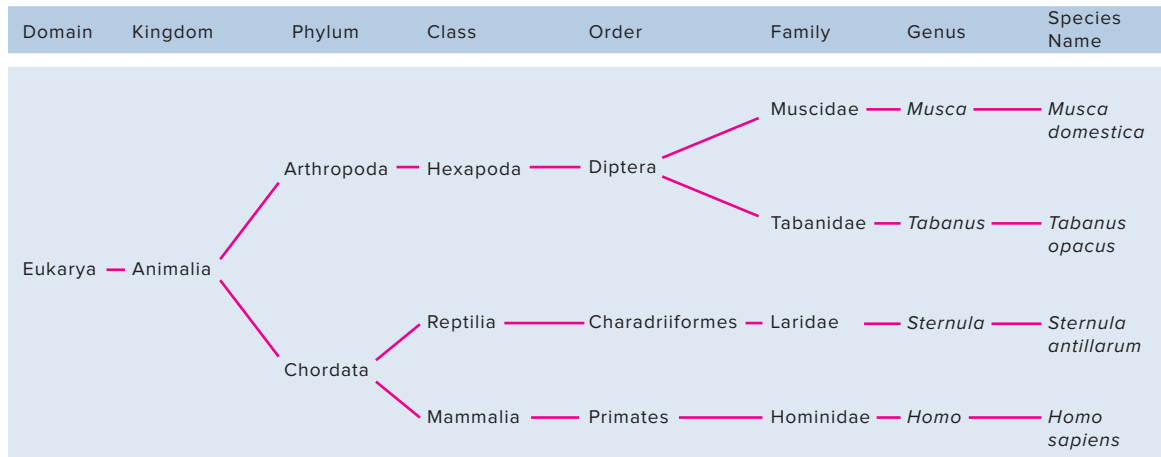 Domain Kingdom Phylum Class Order Family Genus Species
Name
Muscidae Musca Musca
domestica
Arthropoda Hexapoda Diptera
Tabanidae Tabanus Tabanus
opacus
Eukarya Animalia
Reptilia Charadriiformes Laridae Sternula Sternula
antillarum
Chordata
Mammalia Primates Hominidae Homo Homo
sapiens